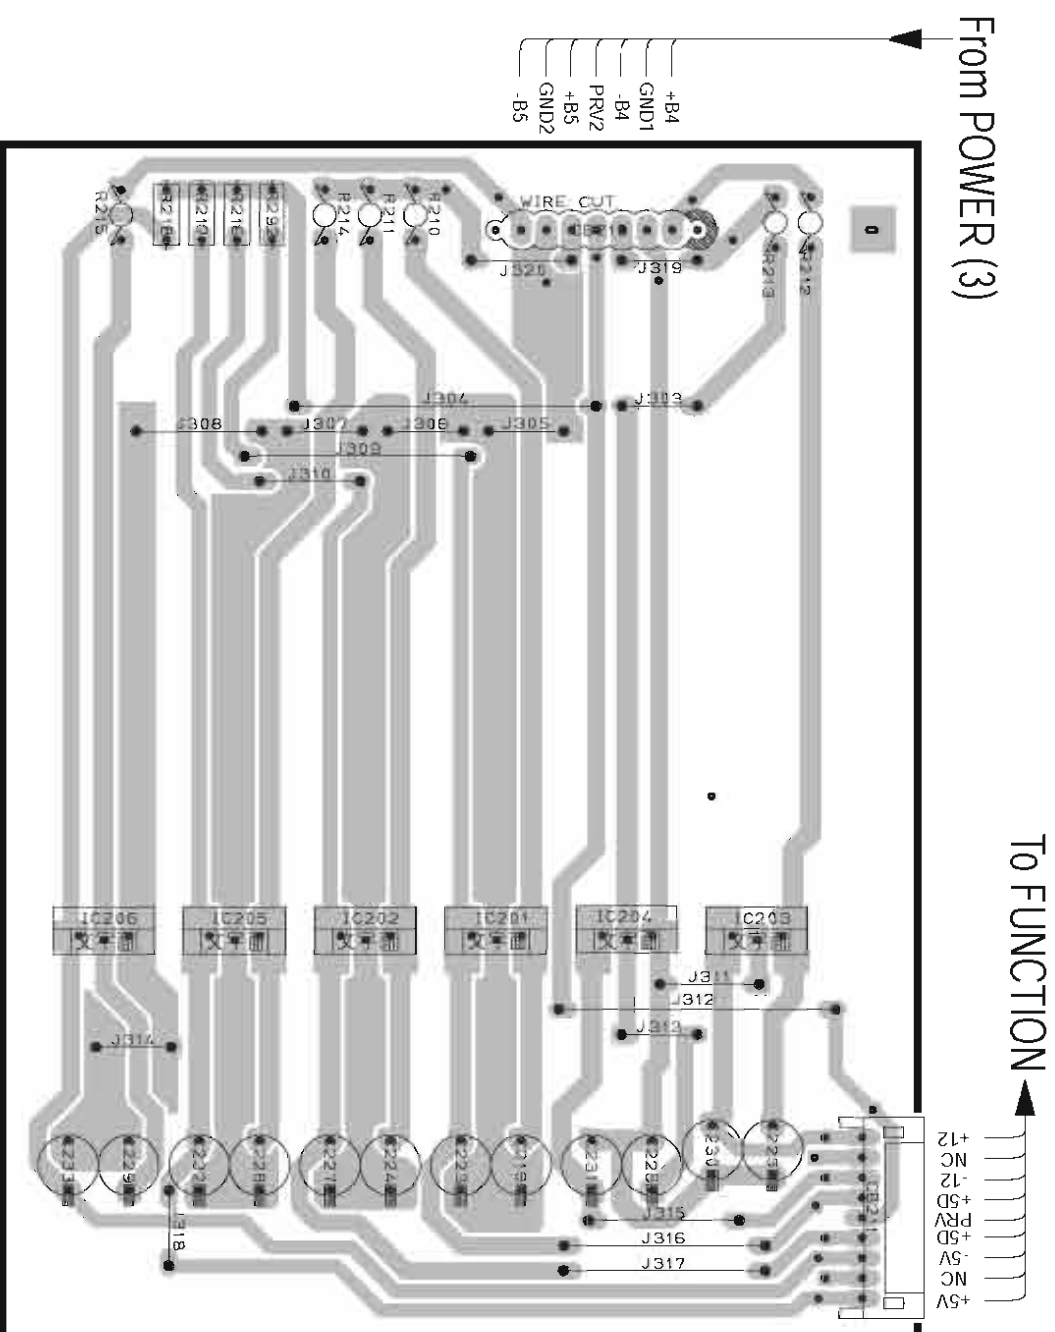 From POWER (3)
+B4
GND1
-B4
PRV2
+B5
GND2
-B5
WIRE CUT
R215
R218
R217
R216
R292
R214
R211
R210
J320
J319
R213
R212
J304
J303
J308
J307
J306
J305
J309
J310
IC206
IC205
IC202
IC201
IC204
IC203
J311
J312
J313
J314
J315
J316
J317
J318
CB211
To FUNCTION
+12
NC
-12
+5D
PRV
+5D
-5V
NC
+5V